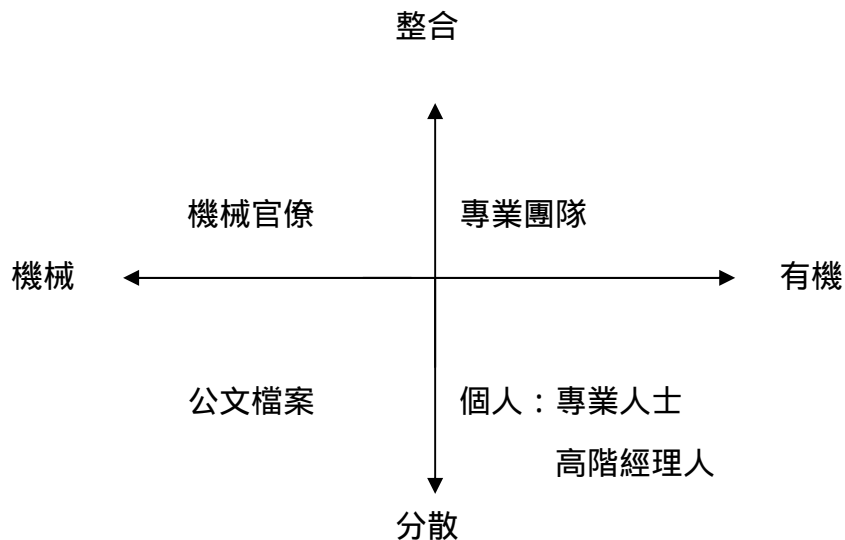 整合
機械官僚
專業團隊
機械
有機
公文檔案
個人：專業人士
高階經理人
分散